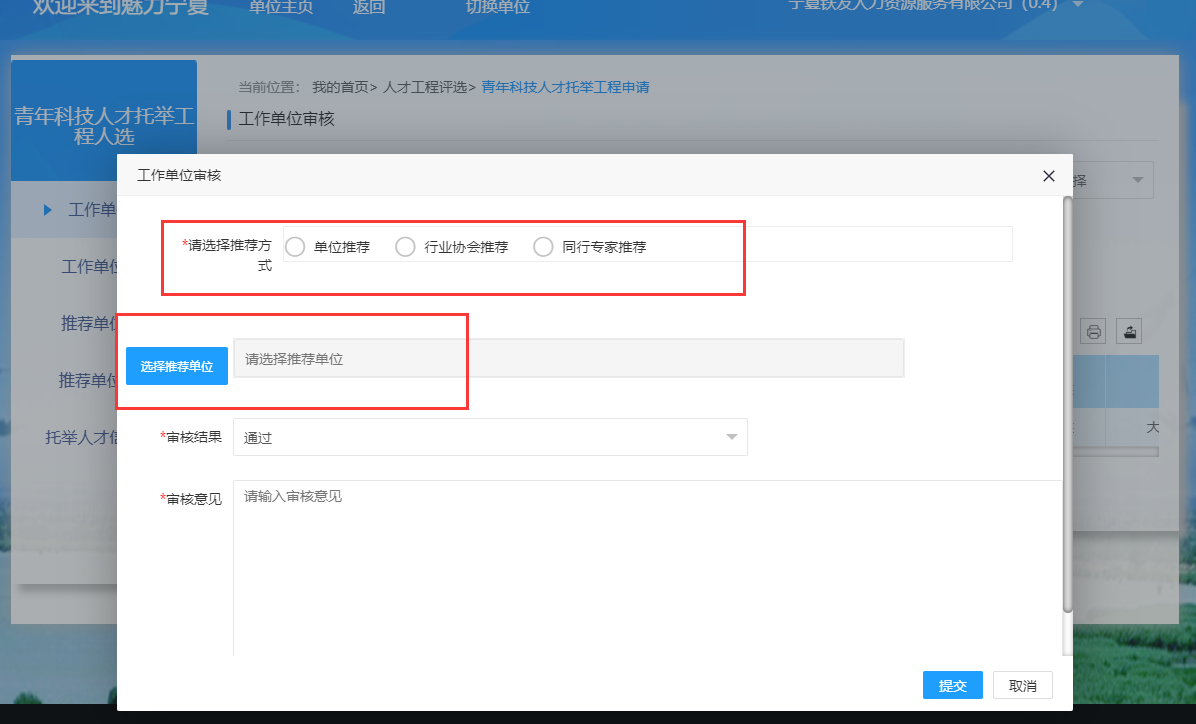 欢迎来到魅力宁夏 单位主页 返回 切换单位 宁夏铁发人力资源服务有限公司（0.4）
当前位置： 我的首页> 人才工程评选> 青年科技人才托举工程申请
青年科技人才托举工
程人选
工作单位审核
工作单位审核
择
工作单
*请选择推荐方
式
单位推荐 行业协会推荐 同行专家推荐
工作单位
推荐单位
选择推荐单位 请选择推荐单位
推荐单位
大
托举人才信
*审核结果 通过
*审核意见 请输入审核意见
提交 取消